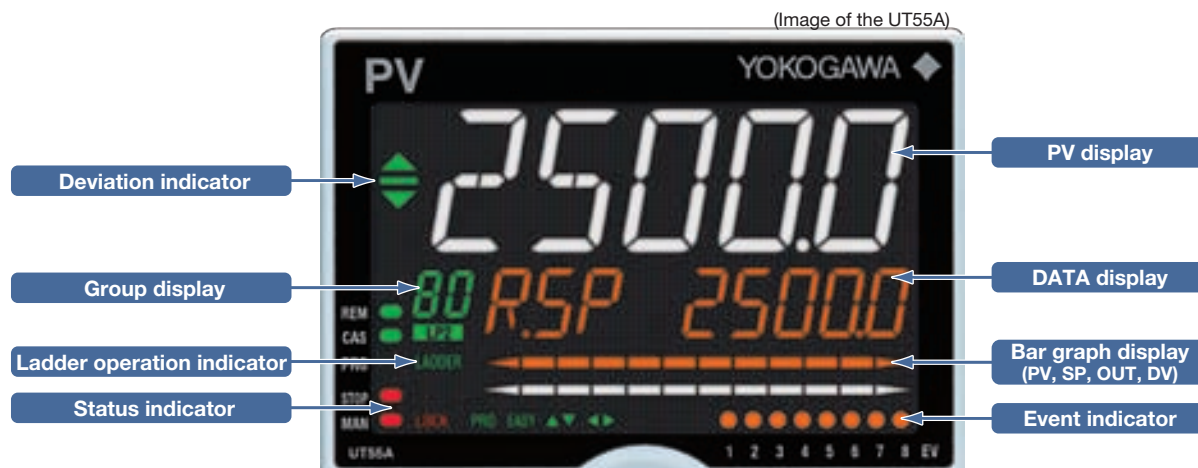 (Image of the UT55A)
PV
YOKOGAWA
2500.0
Deviation indicator
PV display
80 R.SP 2500.0
Group display
DATA display
REM
CAS LP2
Ladder operation indicator
LADDER
Bar graph display
(PV, SP, OUT, DV)
Status indicator
STOP
MAN LOCK PRO EASY
Event indicator
UT55A
1 2 3 4 5 6 7 8 EV